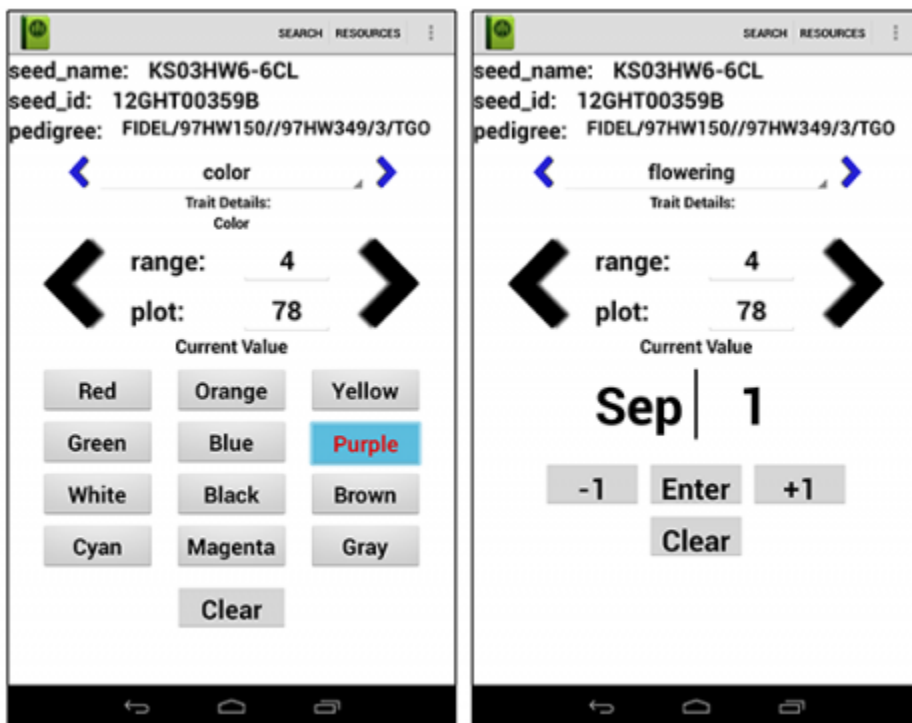 SEARCH RESOURCES
seed_name: KS03HW6-6CL
seed_id: 12GHT00359B
pedigree: FIDEL/97HW150//97HW349/3/TGO
color
Trait Details:
Color
range: 4
plot: 78
Current Value
Red Orange Yellow
Green Blue Purple
White Black Brown
Cyan Magenta Gray
Clear
SEARCH RESOURCES
seed_name: KS03HW6-6CL
seed_id: 12GHT00359B
pedigree: FIDEL/97HW150//97HW349/3/TGO
flowering
Trait Details:
range: 4
plot: 78
Current Value
Sep 1
-1 Enter +1
Clear